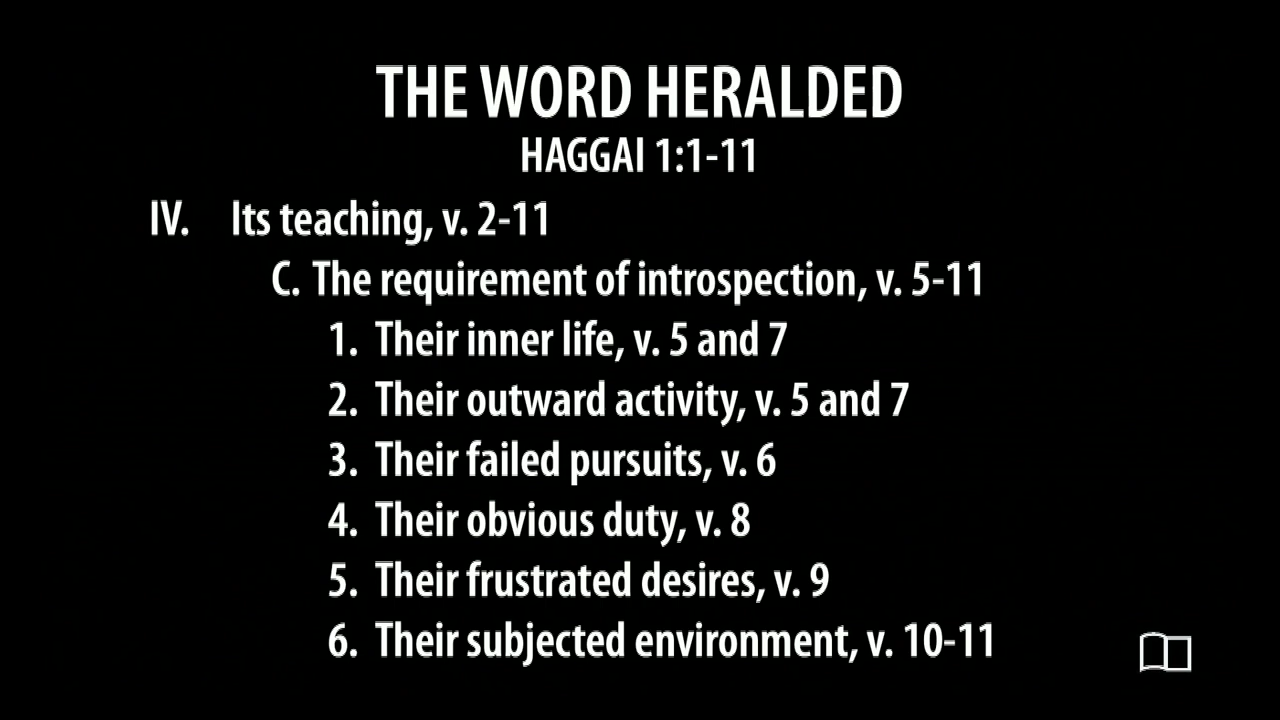 THE WORD HERALDED
HAGGAI 1:1-11
IV. Its teaching, v. 2-11
C. The requirement of introspection, v. 5-11
1. Their inner life, v. 5 and 7
2. Their outward activity, v. 5 and 7
3. Their failed pursuits, v. 6
4. Their obvious duty, v. 8
5. Their frustrated desires, v. 9
6. Their subjected environment, v. 10-11